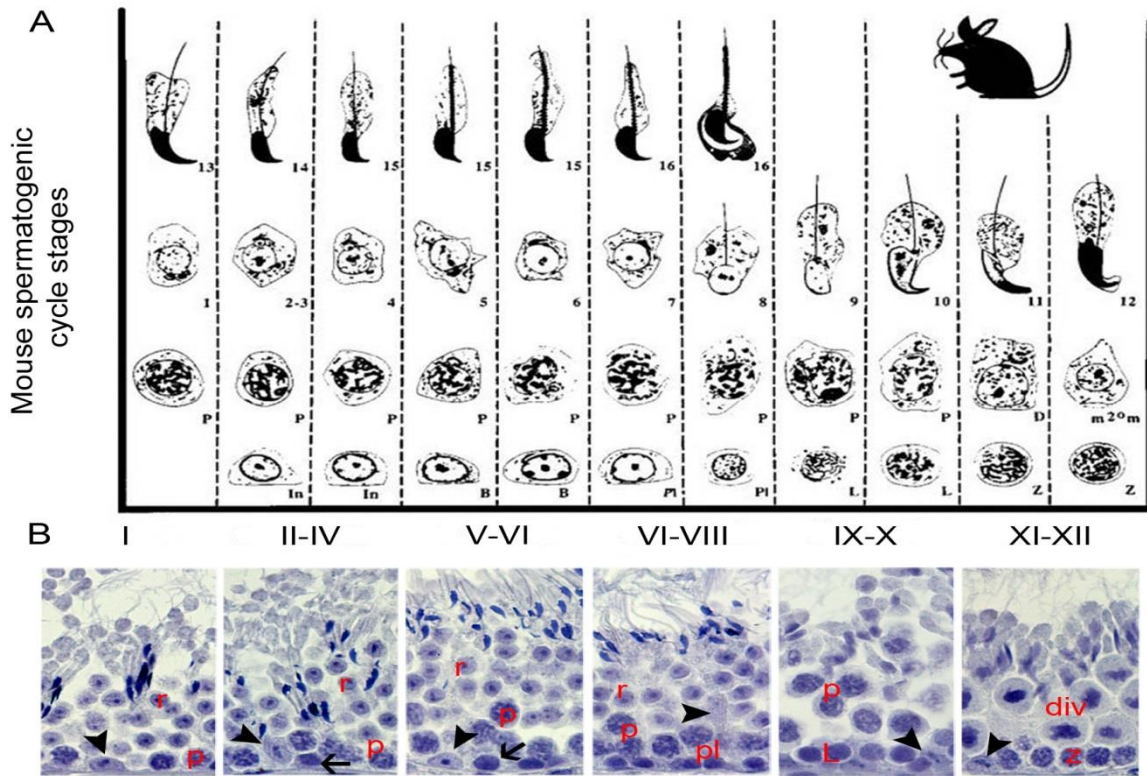 A
Mouse spermatogenic
cycle stages
13 14 15 15 15 16 16
1 2-3 4 5 6 7 8 9 10 11 12
P P P P P P P P P D m2°m
In In B B Pl Pl L L Z Z
I II-IV V-VI VI-VIII IX-X XI-XII
B
r r r r p div
p p p p pl L Z